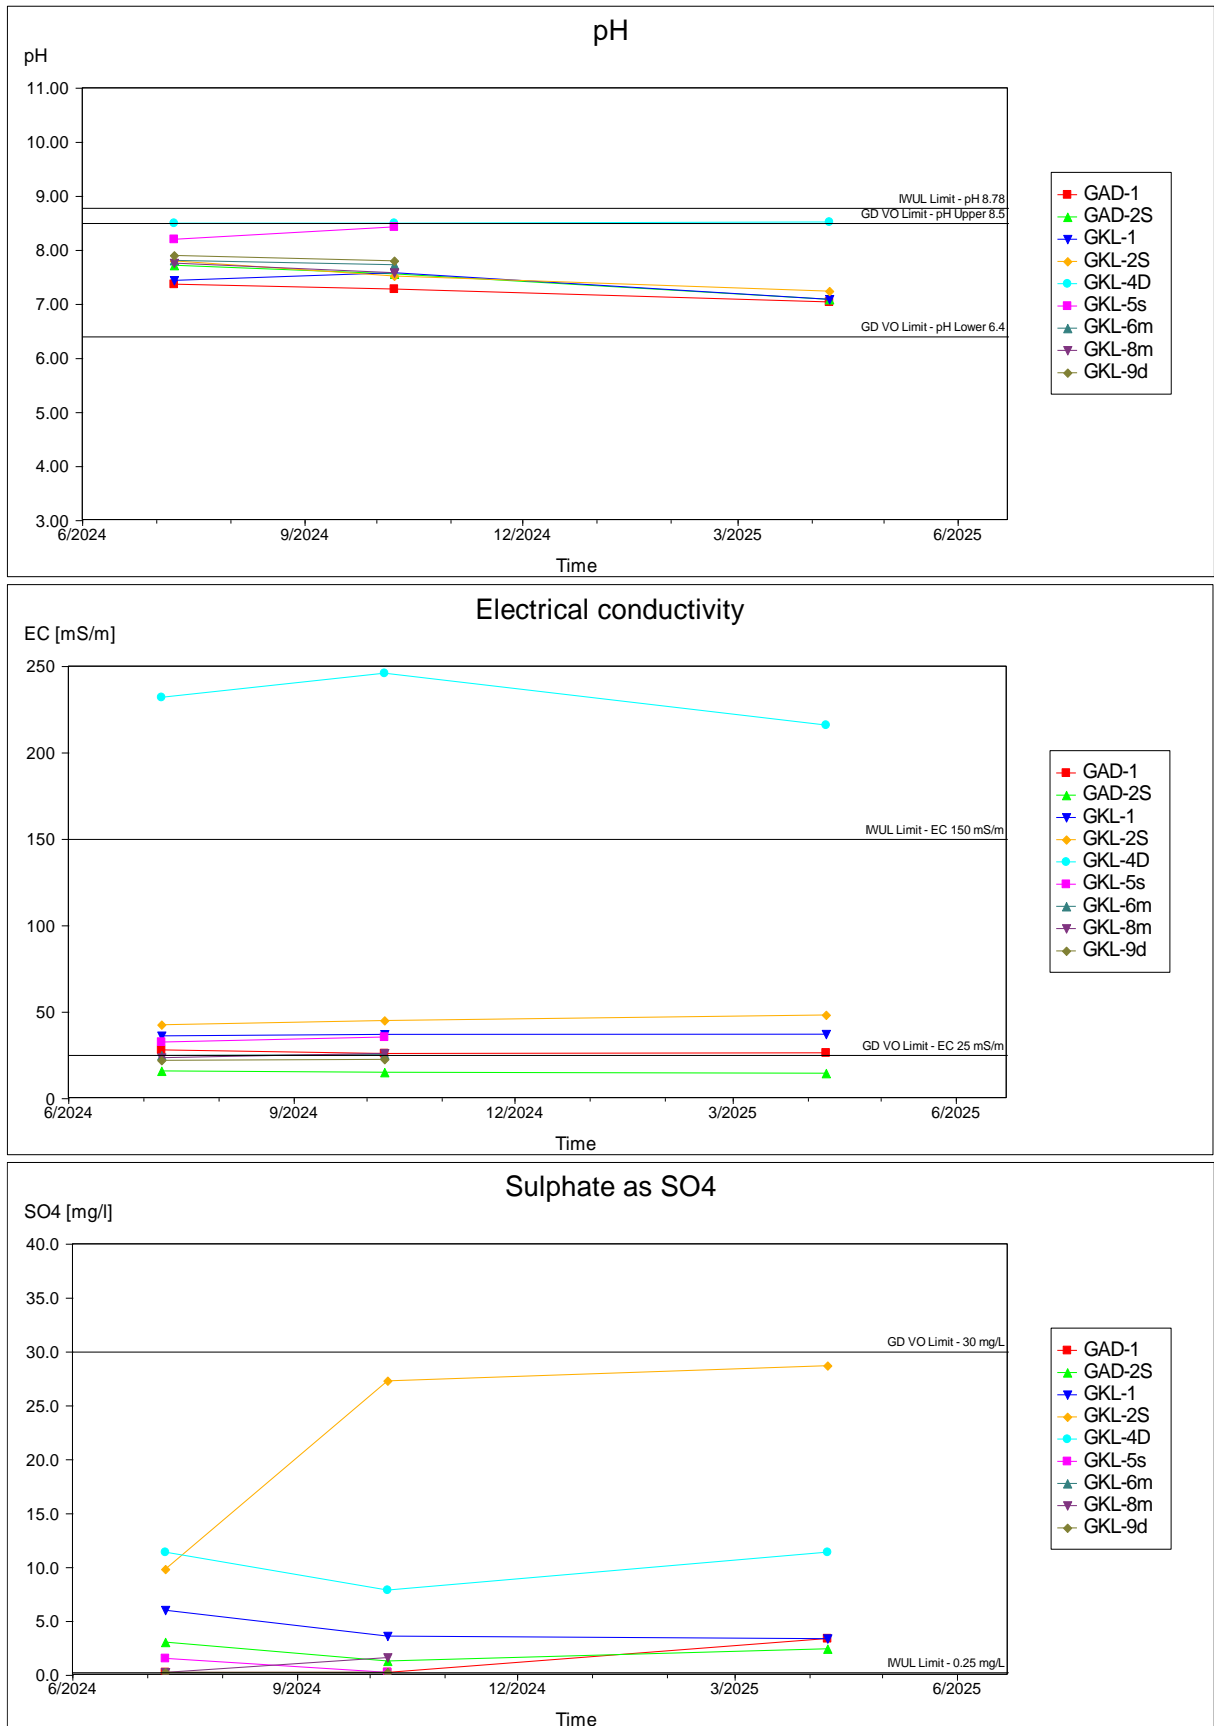 pH
pH
11.00
10.00
9.00
8.00
7.00
6.00
5.00
4.00
3.00
IWUL Limit - pH 8.78
GD VO Limit - pH Upper 8.5
GD VO Limit - pH Lower 6.4
6/2024 9/2024 12/2024 3/2025 6/2025
Time
GAD-1
GAD-2S
GKL-1
GKL-2S
GKL-4D
GKL-5s
GKL-6m
GKL-8m
GKL-9d
Electrical conductivity
EC [mS/m]
250
200
150
100
50
0
IWUL Limit - EC 150 mS/m
GD VO Limit - EC 25 mS/m
6/2024 9/2024 12/2024 3/2025 6/2025
Time
GAD-1
GAD-2S
GKL-1
GKL-2S
GKL-4D
GKL-5s
GKL-6m
GKL-8m
GKL-9d
Sulphate as SO4
SO4 [mg/l]
40.0
35.0
30.0
25.0
20.0
15.0
10.0
5.0
0.0
GD VO Limit - 30 mg/L
IWUL Limit - 0.25 mg/L
6/2024 9/2024 12/2024 3/2025 6/2025
Time
GAD-1
GAD-2S
GKL-1
GKL-2S
GKL-4D
GKL-5s
GKL-6m
GKL-8m
GKL-9d